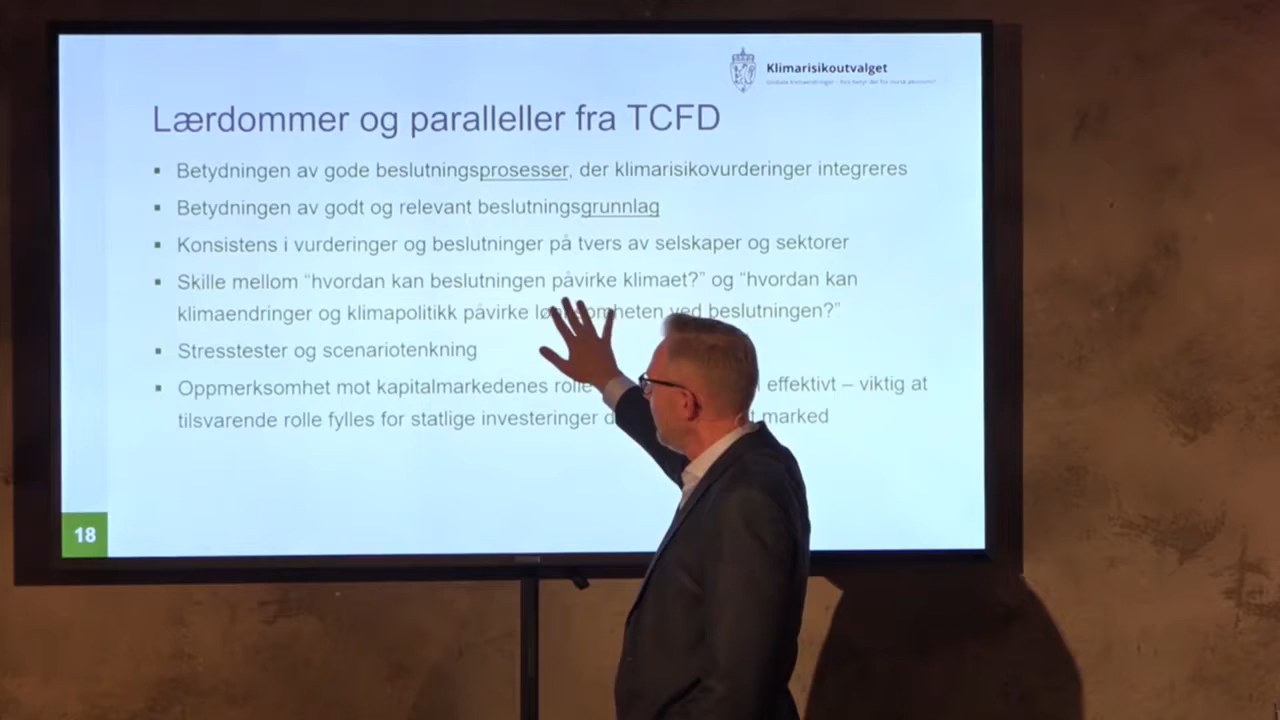 Klimarisikoutvalget
Lærdommer og paralleller fra TCFD
▪ Betydningen av gode beslutningsprosesser, der klimarisikovurderinger integreres
▪ Betydningen av godt og relevant beslutningsgrunnlag
▪ Konsistens i vurderinger og beslutninger på tvers av selskaper og sektorer
▪ Skille mellom “hvordan kan beslutningen påvirke klimaet?” og “hvordan kan
klimaendringer og klimapolitikk påvirke ved beslutningen?”
▪ Stresstester og scenariotenkning
▪ Oppmerksomhet mot kapitalmarkedenes rolle effektivt – viktig at
tilsvarende rolle fylles for statlige investeringer marked
18